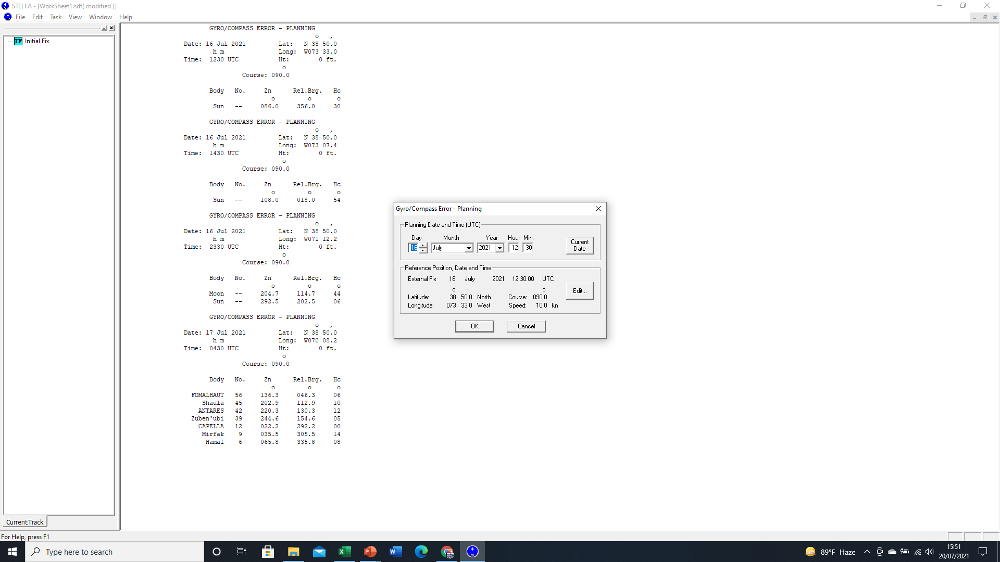 STELLA - [WorkSheet1.sdf( modified )]
File Edit Task View Window Help
IF Initial Fix
GYRO/COMPASS ERROR - PLANNING
o ,
Date: 16 Jul 2021 Lat: N 38 50.0
h m Long: W073 33.0
Time: 1230 UTC Ht: 0 ft.
o
Course: 090.0
Body No. Zn Rel.Brg. Hc
o o o
Sun -- 086.0 356.0 30
GYRO/COMPASS ERROR - PLANNING
o ,
Date: 16 Jul 2021 Lat: N 38 50.0
h m Long: W073 07.4
Time: 1430 UTC Ht: 0 ft.
o
Course: 090.0
Body No. Zn Rel.Brg. Hc
o o o
Sun -- 108.0 018.0 54
GYRO/COMPASS ERROR - PLANNING
o ,
Date: 16 Jul 2021 Lat: N 38 50.0
h m Long: W071 12.2
Time: 2330 UTC Ht: 0 ft.
o
Course: 090.0
Body No. Zn Rel.Brg. Hc
o o o
Moon -- 204.7 114.7 44
Sun -- 292.5 202.5 06
GYRO/COMPASS ERROR - PLANNING
o ,
Date: 17 Jul 2021 Lat: N 38 50.0
h m Long: W070 08.2
Time: 0430 UTC Ht: 0 ft.
o
Course: 090.0
Body No. Zn Rel.Brg. Hc
o o o
FOMALHAUT 56 136.3 046.3 06
Shaula 45 202.9 112.9 10
ANTARES 42 220.3 130.3 12
Zuben'ubi 39 244.6 154.6 05
CAPELLA 12 022.2 292.2 00
Mirfak 9 035.5 305.5 14
Hamal 6 065.8 335.8 08
Gyro/Compass Error - Planning
Planning Date and Time (UTC)
Day Month Year Hour Min.
16 July 2021 12 30
Current Date
Reference Position, Date and Time
External Fix 16 July 2021 12:30:00 UTC
o ' o
Latitude: 38 50.0 North Course: 090.0
Longitude: 073 33.0 West Speed: 10.0 kn
Edit...
OK Cancel
CurrentTrack
For Help, press F1
Type here to search
89°F Haze
15:51
20/07/2021